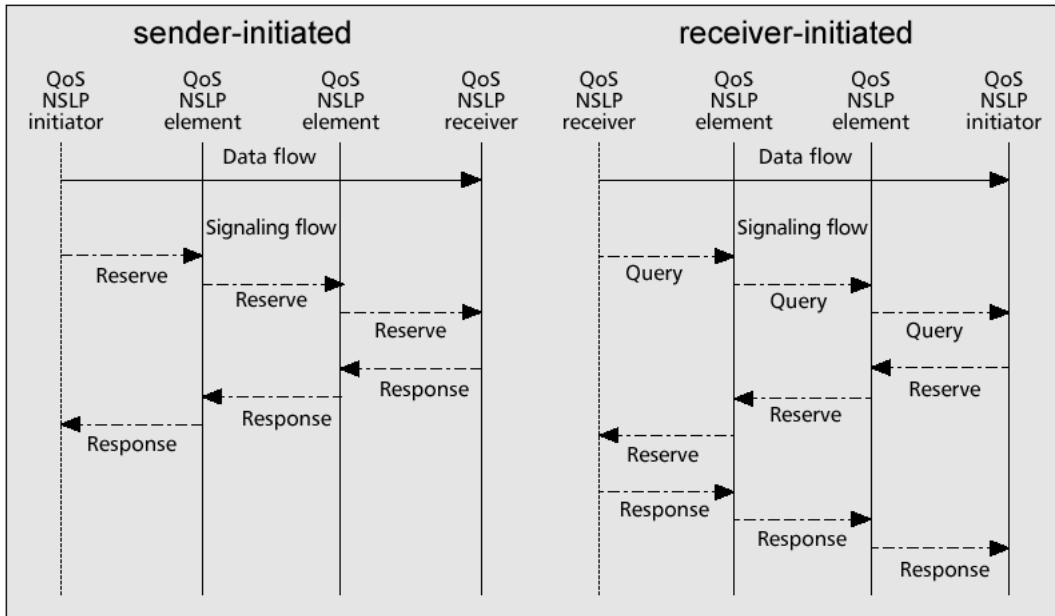 sender-initiated
receiver-initiated
QoS
NSLP
initiator
QoS
NSLP
element
QoS
NSLP
element
QoS
NSLP
receiver
QoS
NSLP
receiver
QoS
NSLP
element
QoS
NSLP
element
QoS
NSLP
initiator
Data flow
Signaling flow
Reserve
Reserve
Reserve
Response
Response
Response
Data flow
Signaling flow
Query
Query
Query
Reserve
Reserve
Reserve
Response
Response
Response